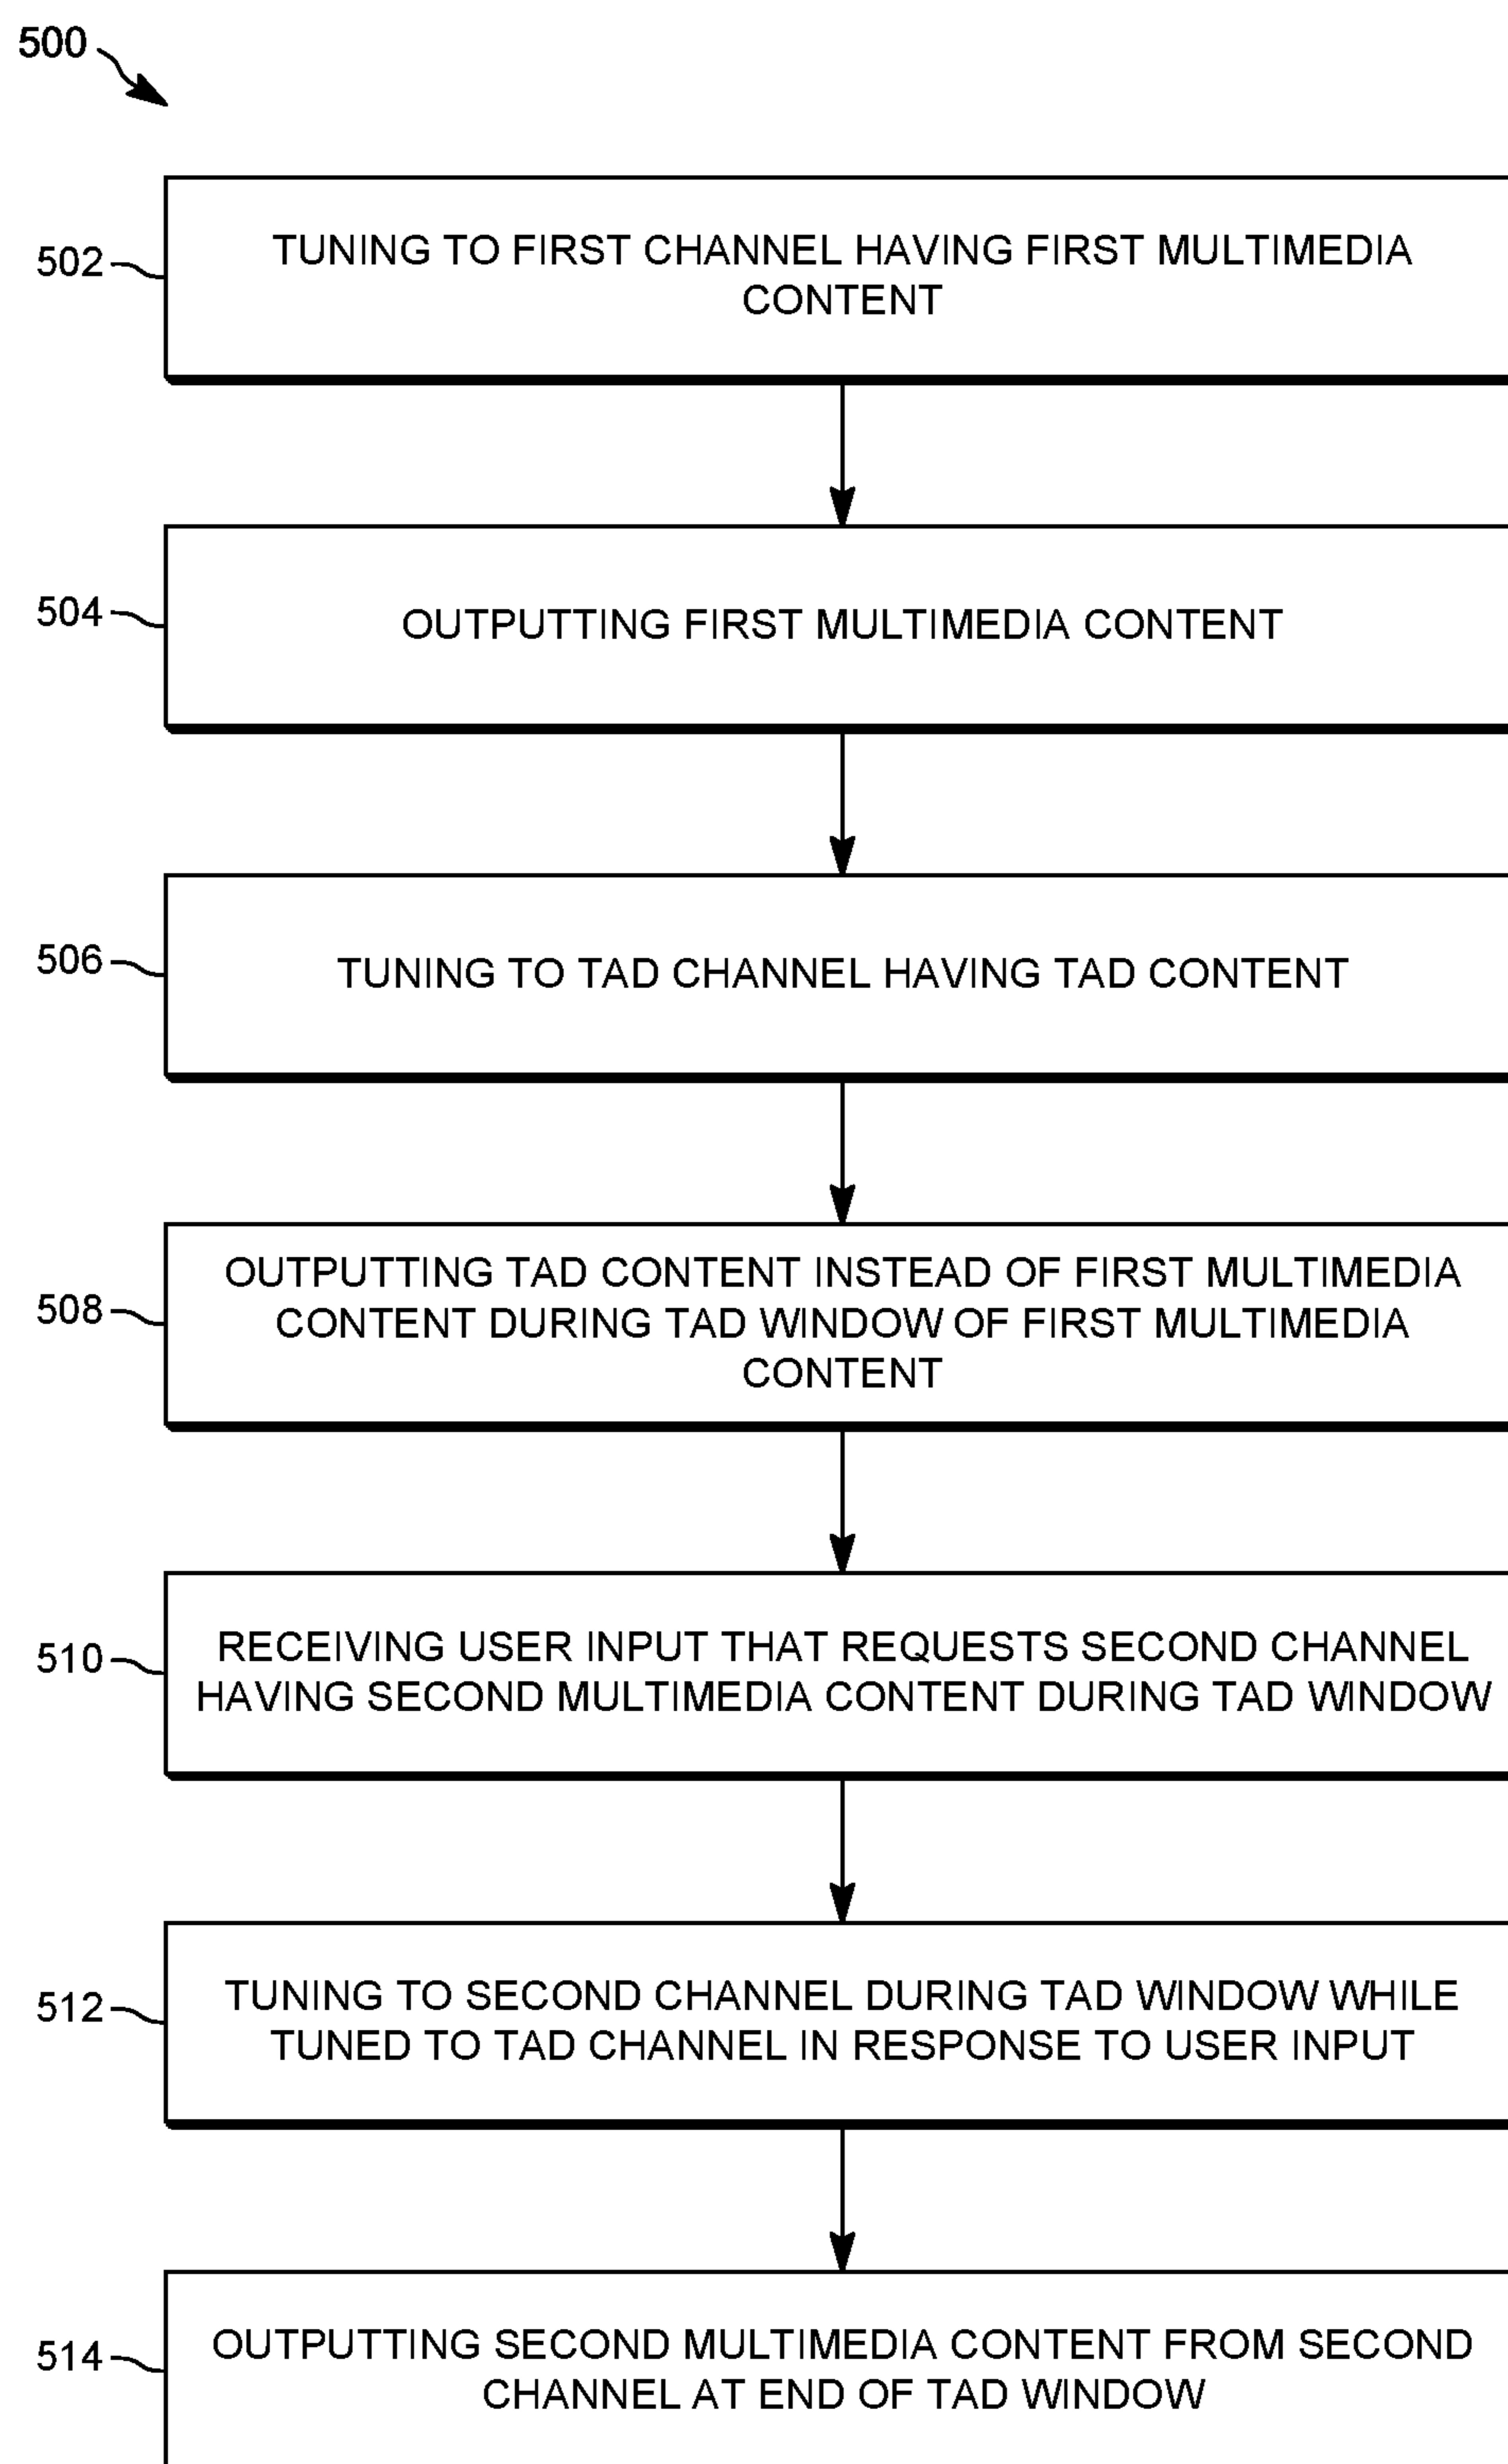 500
502
TUNING TO FIRST CHANNEL HAVING FIRST MULTIMEDIA
CONTENT
504
OUTPUTTING FIRST MULTIMEDIA CONTENT
506
TUNING TO TAD CHANNEL HAVING TAD CONTENT
508
OUTPUTTING TAD CONTENT INSTEAD OF FIRST MULTIMEDIA
CONTENT DURING TAD WINDOW OF FIRST MULTIMEDIA
CONTENT
510
RECEIVING USER INPUT THAT REQUESTS SECOND CHANNEL
HAVING SECOND MULTIMEDIA CONTENT DURING TAD WINDOW
512
TUNING TO SECOND CHANNEL DURING TAD WINDOW WHILE
TUNED TO TAD CHANNEL IN RESPONSE TO USER INPUT
514
OUTPUTTING SECOND MULTIMEDIA CONTENT FROM SECOND
CHANNEL AT END OF TAD WINDOW